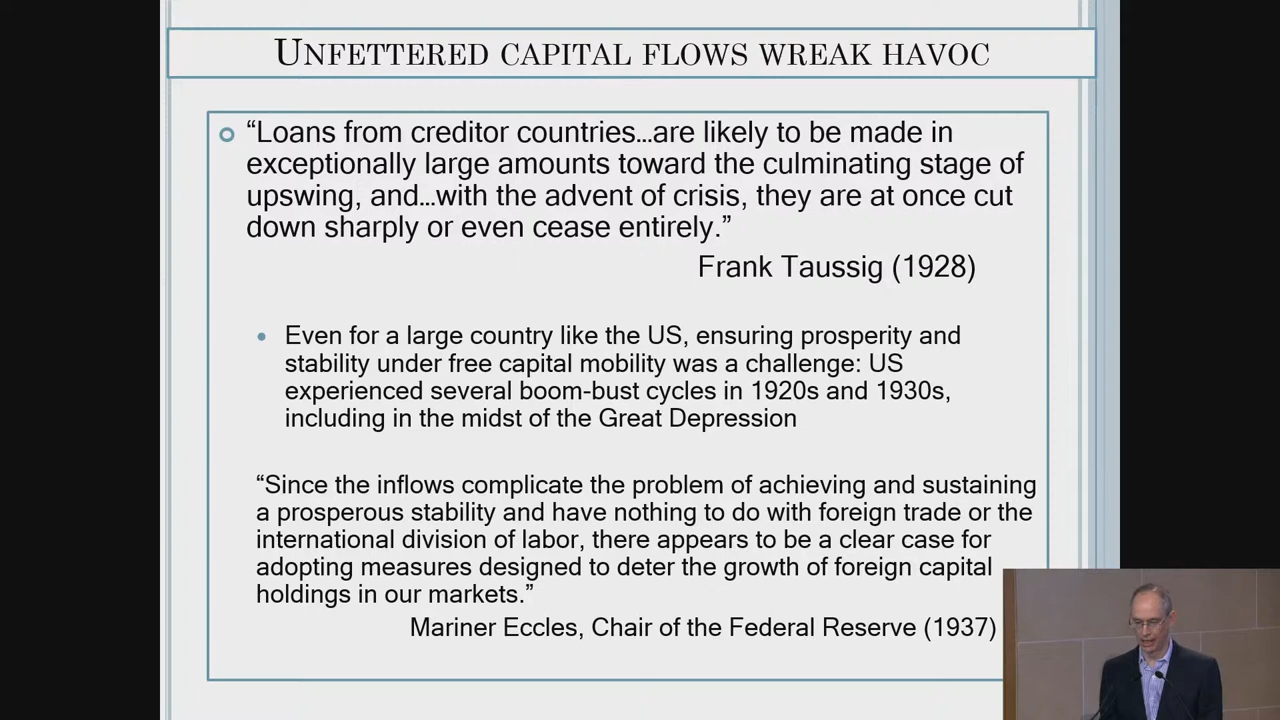 UNFETTERED CAPITAL FLOWS WREAK HAVOC
“Loans from creditor countries…are likely to be made in
exceptionally large amounts toward the culminating stage of
upswing, and…with the advent of crisis, they are at once cut
down sharply or even cease entirely.”
Frank Taussig (1928)
Even for a large country like the US, ensuring prosperity and
stability under free capital mobility was a challenge: US
experienced several boom-bust cycles in 1920s and 1930s,
including in the midst of the Great Depression
“Since the inflows complicate the problem of achieving and sustaining
a prosperous stability and have nothing to do with foreign trade or the
international division of labor, there appears to be a clear case for
adopting measures designed to deter the growth of foreign capital
holdings in our markets.”
Mariner Eccles, Chair of the Federal Reserve (1937)